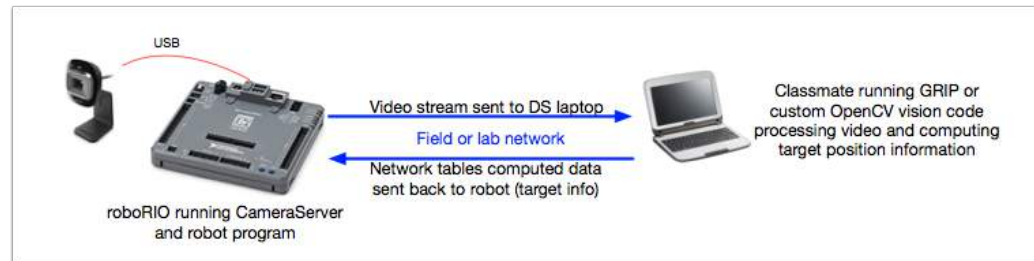 USB
Video stream sent to DS laptop
Field or lab network
Network tables computed data
sent back to robot (target info)
roboRIO running CameraServer
and robot program
Classmate running GRIP or
custom OpenCV vision code
processing video and computing
target position information